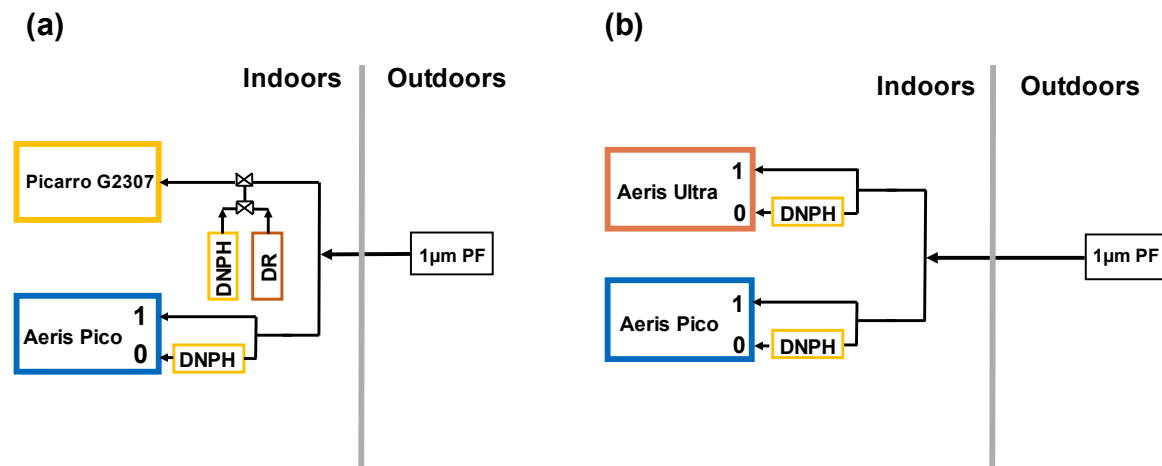 (a)
Indoors
Outdoors
Picarro G2307
DNPH
DR
1µm PF
Aeris Pico
1
0
DNPH
(b)
Indoors
Outdoors
Aeris Ultra
1
0
DNPH
1µm PF
Aeris Pico
1
0
DNPH